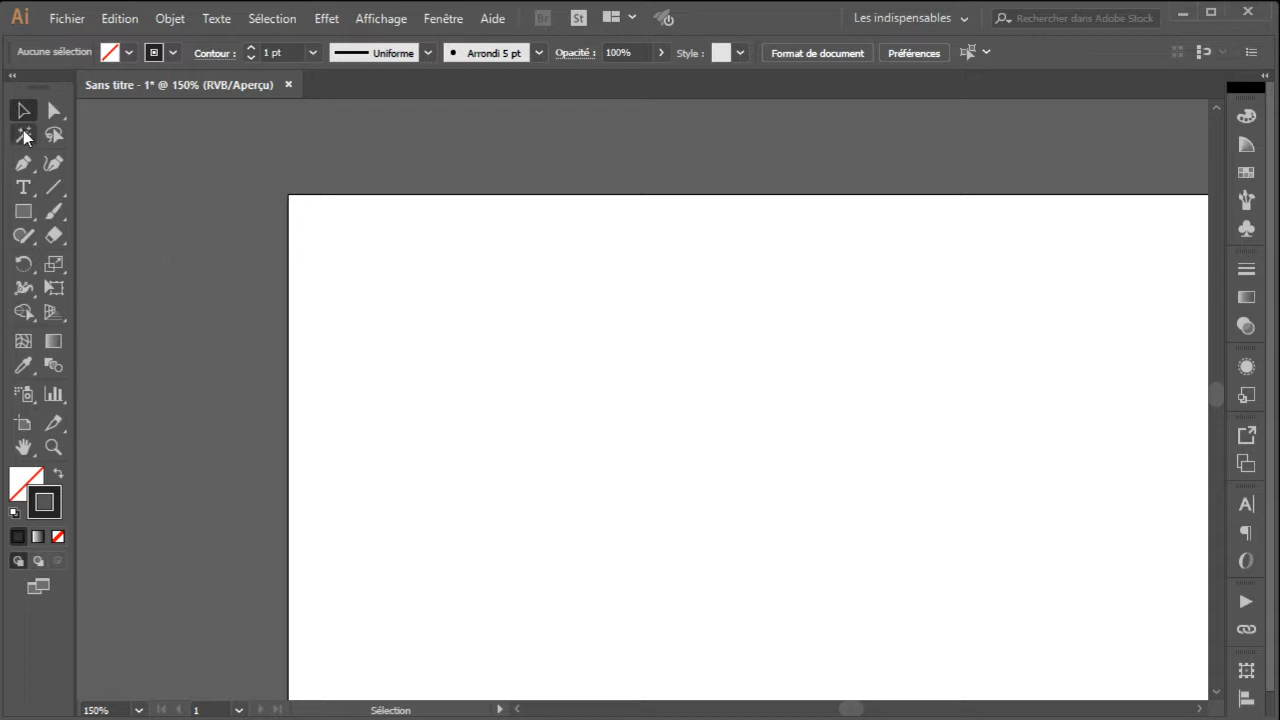 Ai Fichier Edition Objet Texte Sélection Effet Affichage Fenêtre Aide Br St Les indispensables Rechercher dans Adobe Stock
Aucune sélection Contour : 1 pt Uniforme Arrondi 5 pt Opacité : 100% Style : Format de document Préférences
Sans titre - 1* @ 150% (RVB/Aperçu)
150% 1 Sélection